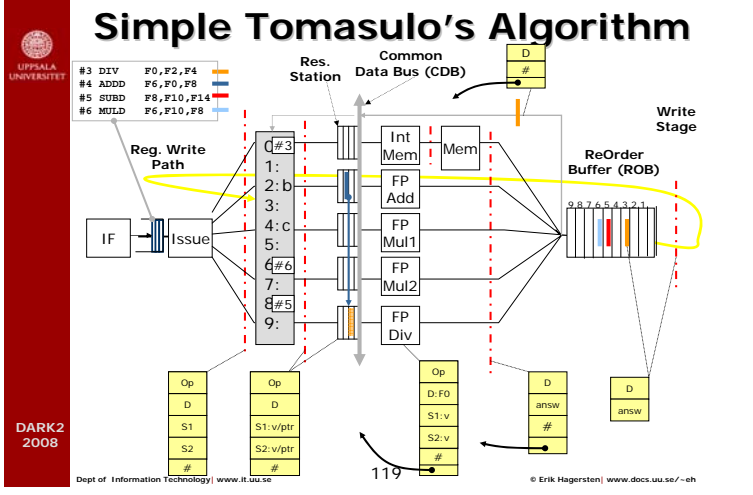 Simple Tomasulo's Algorithm
UPPSALA
UNIVERSITET
#3 DIV F0,F2,F4
#4 ADDD F6,F0,F8
#5 SUBD F8,F10,F14
#6 MULD F6,F10,F8
Res.
Station
Common
Data Bus (CDB)
D
#
Write
Stage
Reg. Write
Path
ReOrder
Buffer (ROB)
IF
Issue
0 #3
1:
2: b
3:
4: c
5:
6 #6
7:
8 #5
9:
Int
Mem
Mem
FP
Add
FP
Mul1
FP
Mul2
FP
Div
9 8 7 6 5 4 3 2 1
Op
D
S1
S2
#
Op
D
S1:v/ptr
S2:v/ptr
#
Op
D:F0
S1:v
S2:v
#
D
answ
#
D
answ
DARK2
2008
Dept of Information Technology| www.it.uu.se
119
© Erik Hagersten| www.docs.uu.se/~eh